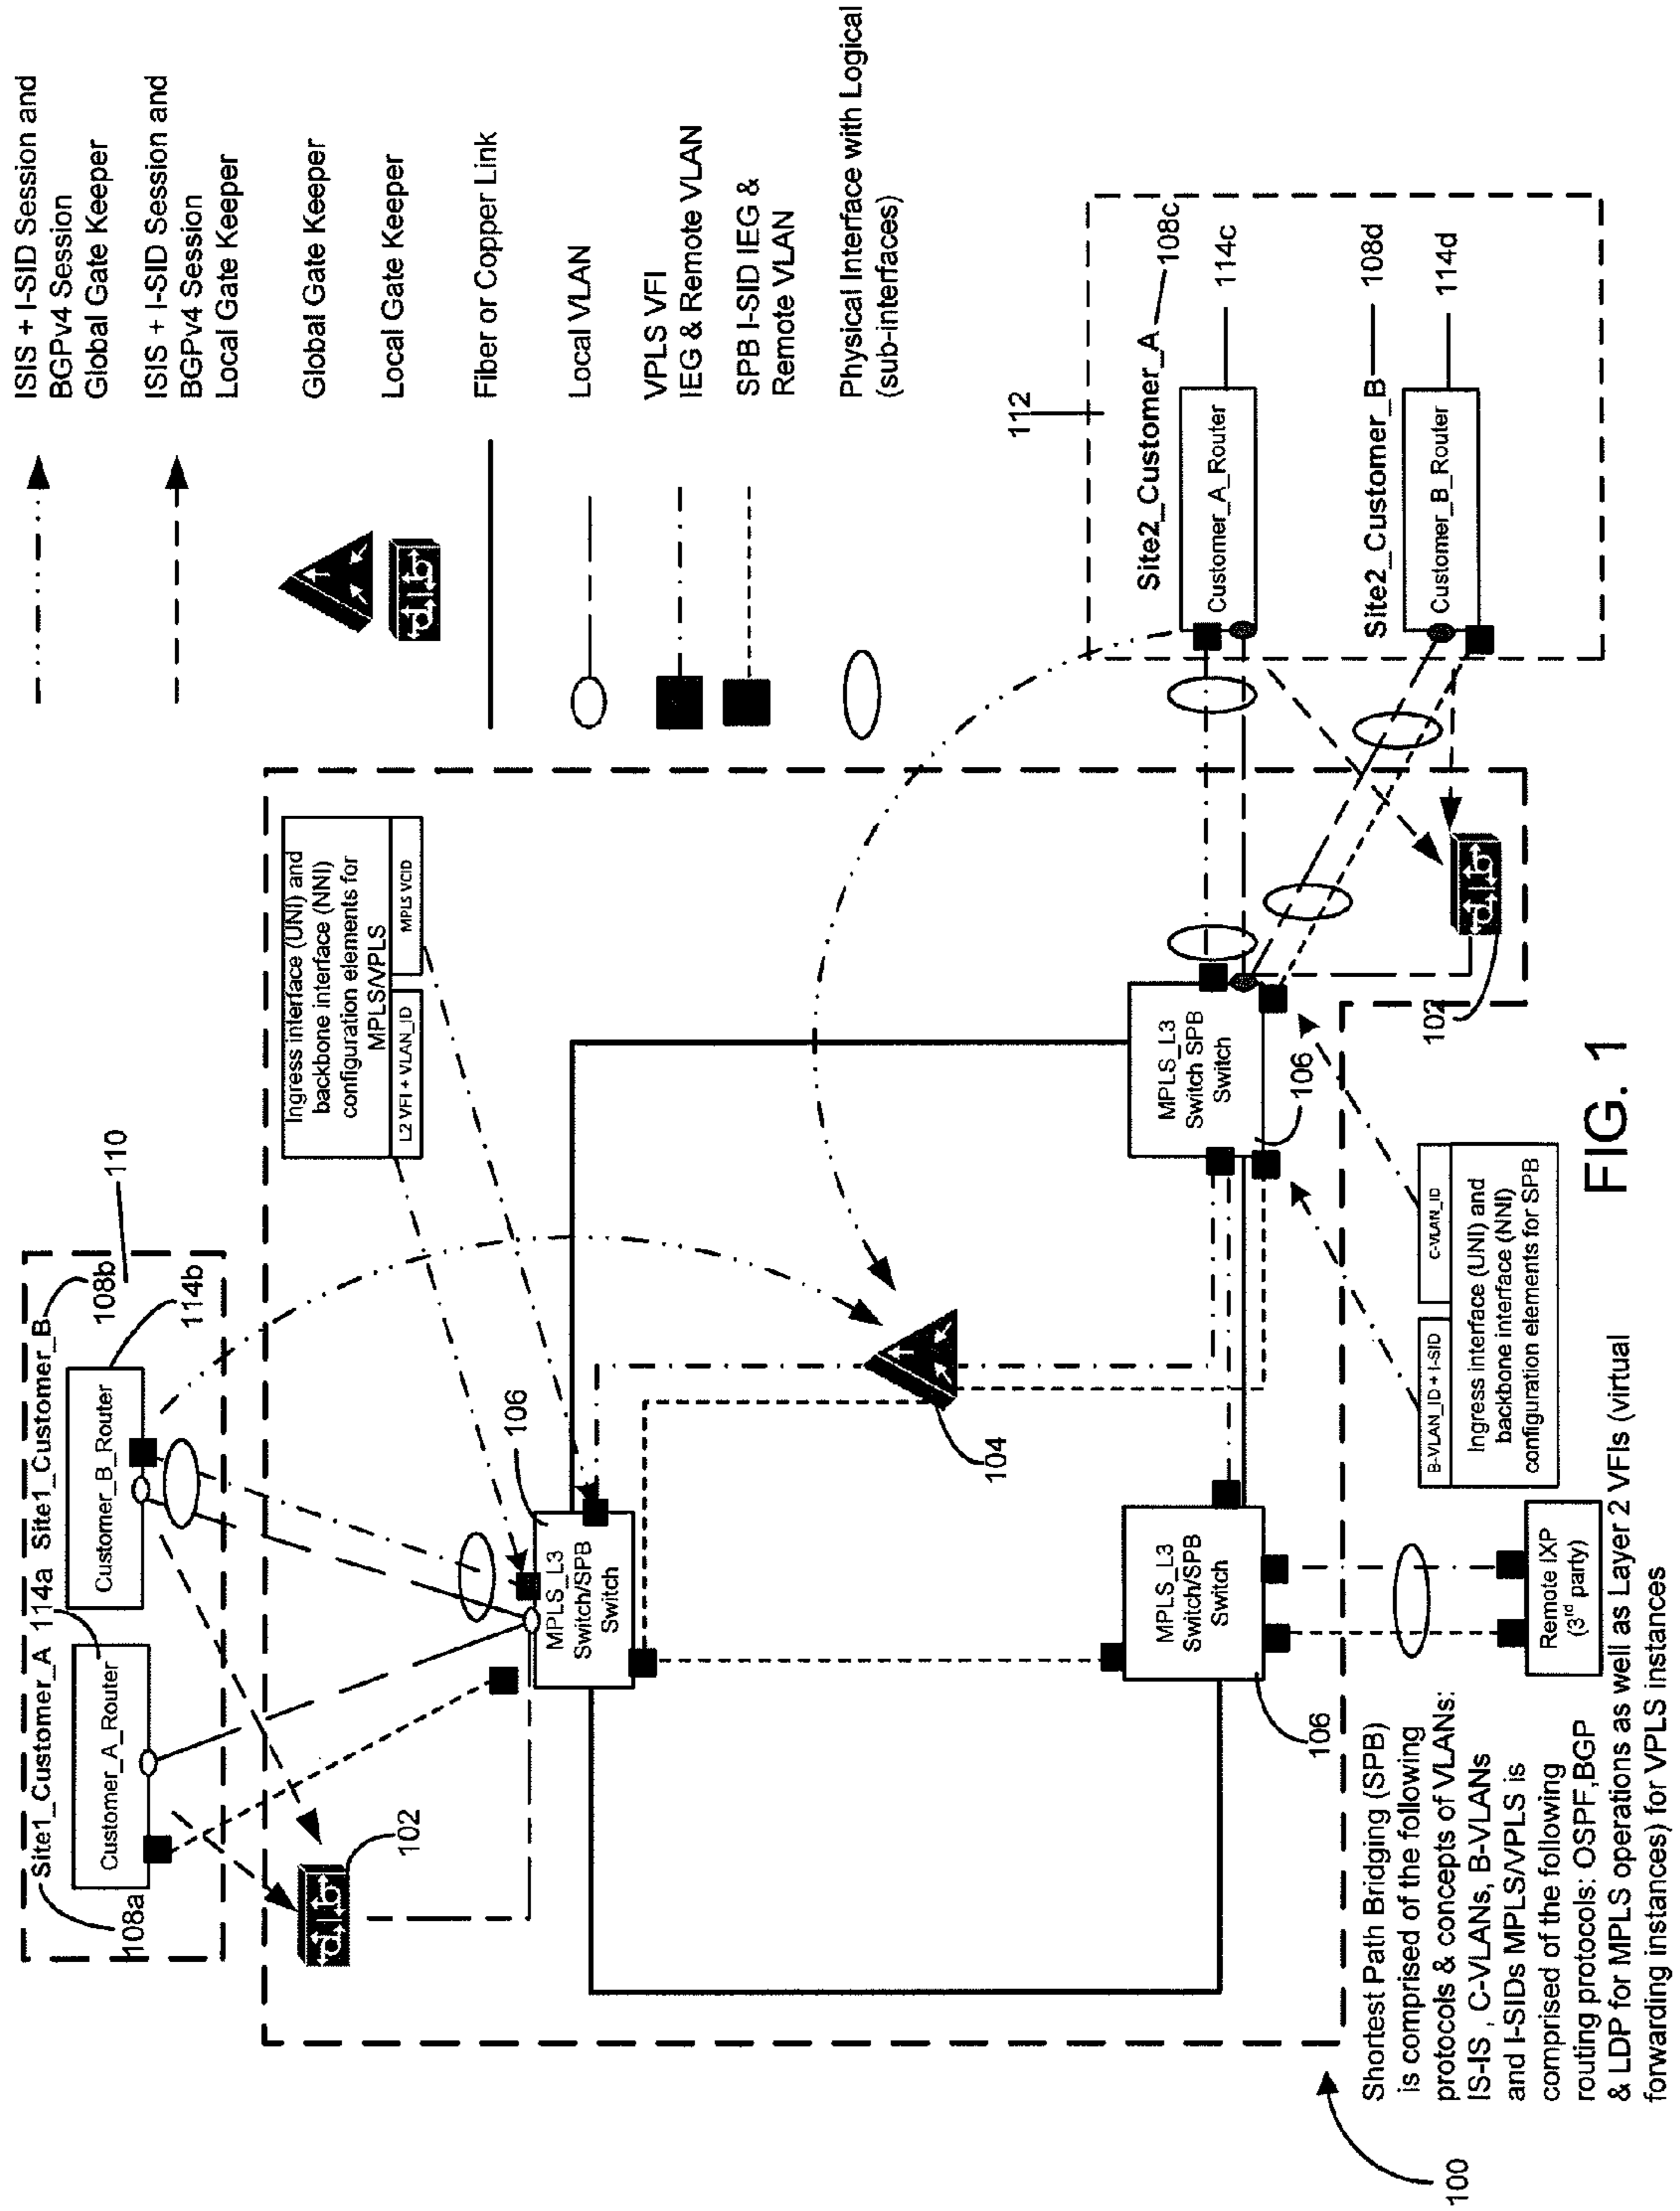 Site1_Customer_A
114a
Site1_Customer_B
108a
108b
110
114b
Customer_A_Router
Customer_B_Router
102
106
MPLS_L3
Switch/SPB
Switch
Ingress interface (UNI) and
backbone interface (NNI)
configuration elements for
MPLS/VPLS
L2 VFI + VLAN_ID
MPLS VCID
104
MPLS_L3
Switch/SPB
Switch
106
MPLS_L3
Switch SPB
Switch
106
102
Remote IXP
(3rd party)
B-VLAN_ID + I-SID
C-VLAN_ID
Ingress interface (UNI) and
backbone interface (NNI)
configuration elements for SPB
ISIS + I-SID Session and
BGPv4 Session
Global Gate Keeper
ISIS + I-SID Session and
BGPv4 Session
Local Gate Keeper
Global Gate Keeper
Local Gate Keeper
Fiber or Copper Link
Local VLAN
VPLS VFI
IEG & Remote VLAN
SPB I-SID IEG &
Remote VLAN
Physical Interface with Logical
(sub-interfaces)
112
Site2_Customer_A
108c
Customer_A_Router
114c
Site2_Customer_B
108d
Customer_B_Router
114d
Shortest Path Bridging (SPB)
is comprised of the following
protocols & concepts of VLANs:
IS-IS , C-VLANs, B-VLANs
and I-SIDs MPLS/VPLS is
comprised of the following
routing protocols: OSPF,BGP
& LDP for MPLS operations as well as Layer 2 VFIs (virtual
forwarding instances) for VPLS instances
100
FIG. 1